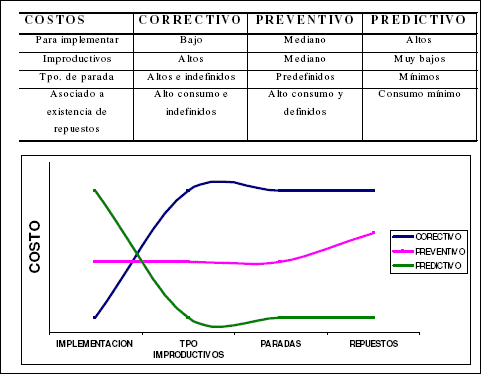 COSTOS CORRECTIVO PREVENTIVO PREDICTIVO
Para implementar Bajo Mediano Altos
Improductivos Altos Mediano Muy bajos
Tpo. de parada Altos e indefinidos Predefinidos Mínimos
Asociado a Alto consumo e Alto consumo y Consumo mínimo
existencia de indefinidos definidos
repuestos
COSTO
CORECTIVO
PREVENTIVO
PREDICTIVO
IMPLEMENTACION TPO PARADAS REPUESTOS
IMPRODUCTIVOS